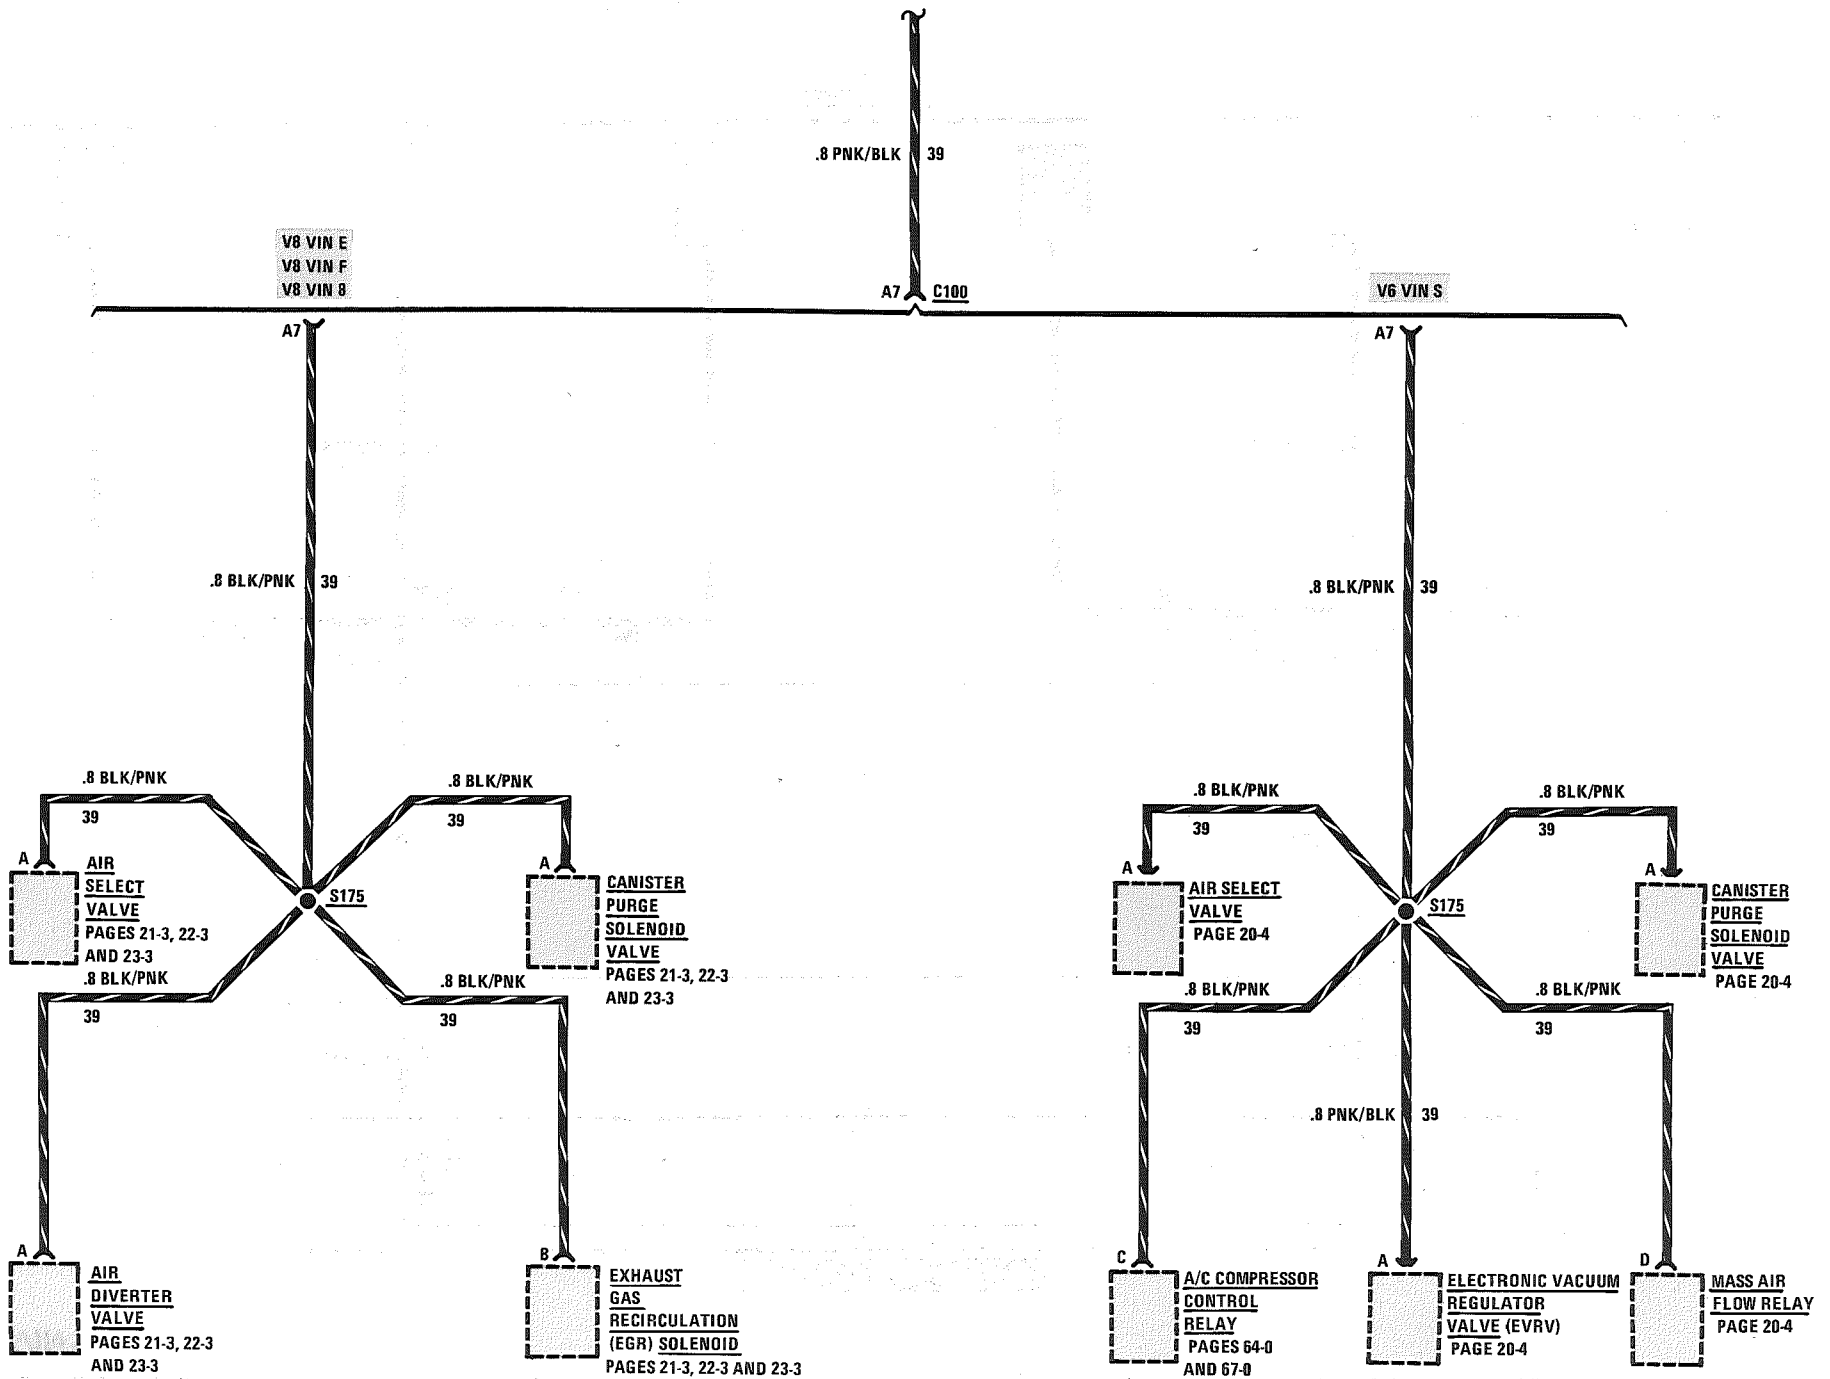 .8 PNK/BLK 39
V8 VIN E
V8 VIN F
V8 VIN 8
A7 C100
V6 VIN S
A7
A7
.8 BLK/PNK 39
.8 BLK/PNK 39
.8 BLK/PNK
39
.8 BLK/PNK
39
A
AIR
SELECT
VALVE
PAGES 21-3, 22-3
AND 23-3
A
CANISTER
PURGE
SOLENOID
VALVE
PAGES 21-3, 22-3
AND 23-3
S175
.8 BLK/PNK
39
.8 BLK/PNK
39
A
AIR
DIVERTER
VALVE
PAGES 21-3, 22-3
AND 23-3
B
EXHAUST
GAS
RECIRCULATION
(EGR) SOLENOID
PAGES 21-3, 22-3 AND 23-3
.8 BLK/PNK
39
.8 BLK/PNK
39
A
AIR SELECT
VALVE
PAGE 20-4
S175
A
CANISTER
PURGE
SOLENOID
VALVE
PAGE 20-4
.8 BLK/PNK
39
.8 BLK/PNK
39
.8 PNK/BLK 39
C
A/C COMPRESSOR
CONTROL
RELAY
PAGES 64-0
AND 67-0
A
ELECTRONIC VACUUM
REGULATOR
VALVE (EVRV)
PAGE 20-4
D
MASS AIR
FLOW RELAY
PAGE 20-4